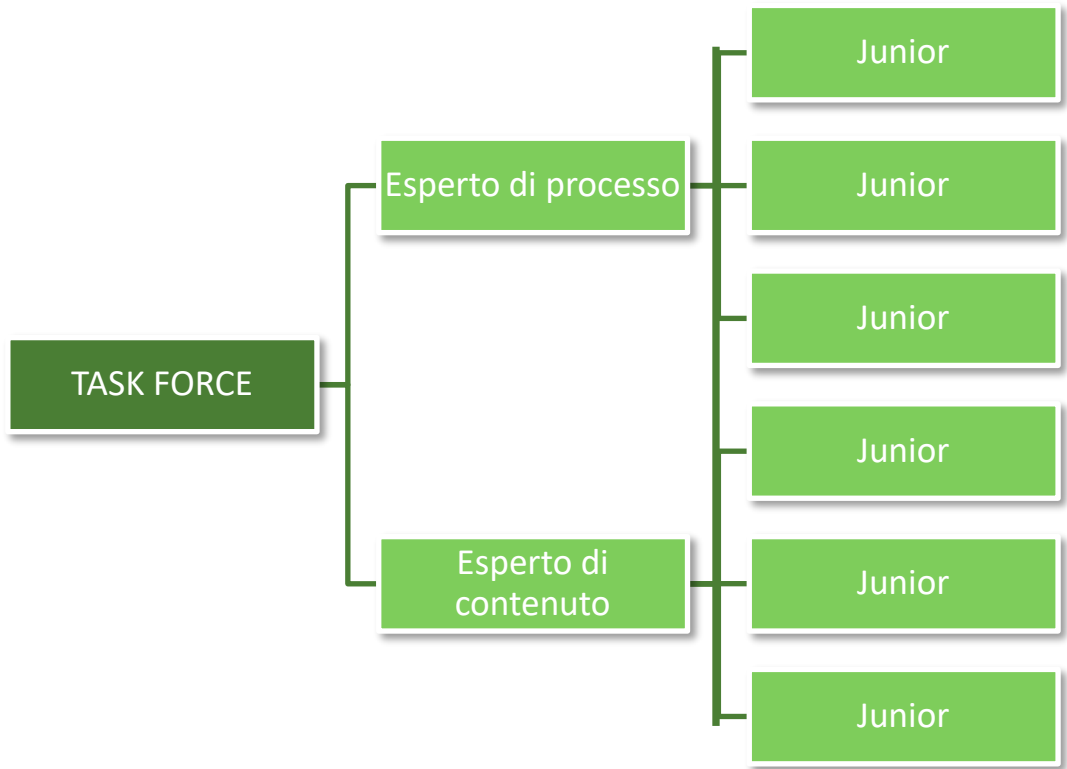 TASK FORCE
Esperto di processo
Esperto di
contenuto
Junior
Junior
Junior
Junior
Junior
Junior